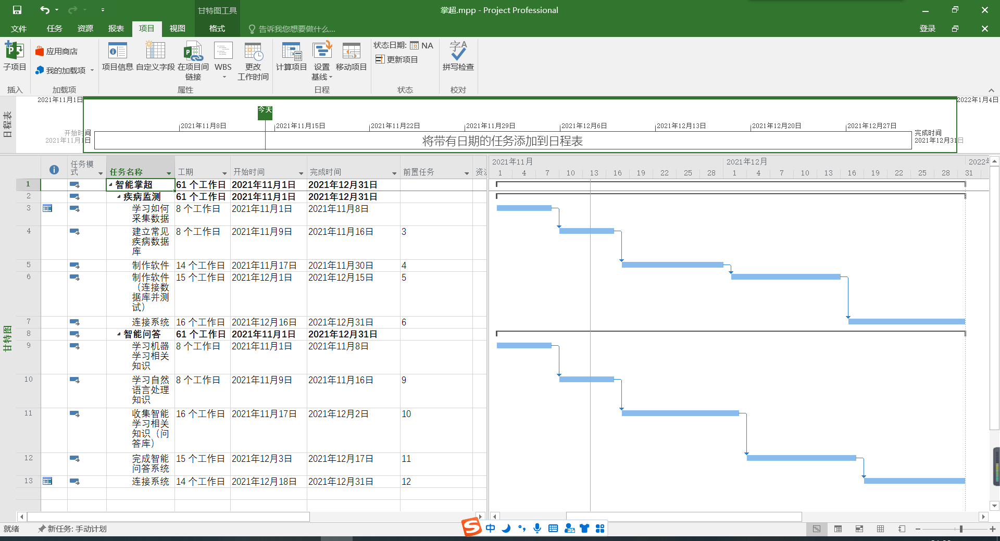 甘特图工具
掌超.mpp - Project Professional
文件 任务 资源 报表 项目 视图 格式 告诉我您想要做什么... 登录
子项目
应用商店
我的加载项
项目信息 自定义字段 在项目间 链接 WBS 更改 工作时间
计算项目 设置 基线 移动项目
状态日期: NA
更新项目
字A
拼写检查
插入 加载项 属性 日程 状态 校对
日程表
2021年11月1日 今天 2022年1月4日
2021年11月8日 2021年11月15日 2021年11月22日 2021年11月29日 2021年12月6日 2021年12月13日 2021年12月20日 2021年12月27日
开始时间
2021年11月1日
将带有日期的任务添加到日程表
完成时间
2021年12月31日
甘特图
任务模式 任务名称 工期 开始时间 完成时间 前置任务
2021年11月 2021年12月
1 4 7 10 13 16 19 22 25 28 1 4 7 10 13 16 19 22 25 28 31
1 智能掌超 61 个工作日 2021年11月1日 2021年12月31日
2 疾病监测 61 个工作日 2021年11月1日 2021年12月31日
3 学习如何 8 个工作日 2021年11月1日 2021年11月8日
采集数据
4 建立常见 8 个工作日 2021年11月9日 2021年11月16日 3
疾病数据
库
5 制作软件 14 个工作日 2021年11月17日 2021年11月30日 4
6 制作软件 15 个工作日 2021年12月1日 2021年12月15日 5
（连接数
据库并测
试）
7 连接系统 16 个工作日 2021年12月16日 2021年12月31日 6
8 智能问答 61 个工作日 2021年11月1日 2021年12月31日
9 学习机器 8 个工作日 2021年11月1日 2021年11月8日
学习相关
知识
10 学习自然 8 个工作日 2021年11月9日 2021年11月16日 9
语言处理
知识
11 收集智能 16 个工作日 2021年11月17日 2021年12月2日 10
学习相关
知识（问
答库）
12 完成智能 15 个工作日 2021年12月3日 2021年12月17日 11
问答系统
13 连接系统 14 个工作日 2021年12月18日 2021年12月31日 12
就绪 新任务: 手动计划
中